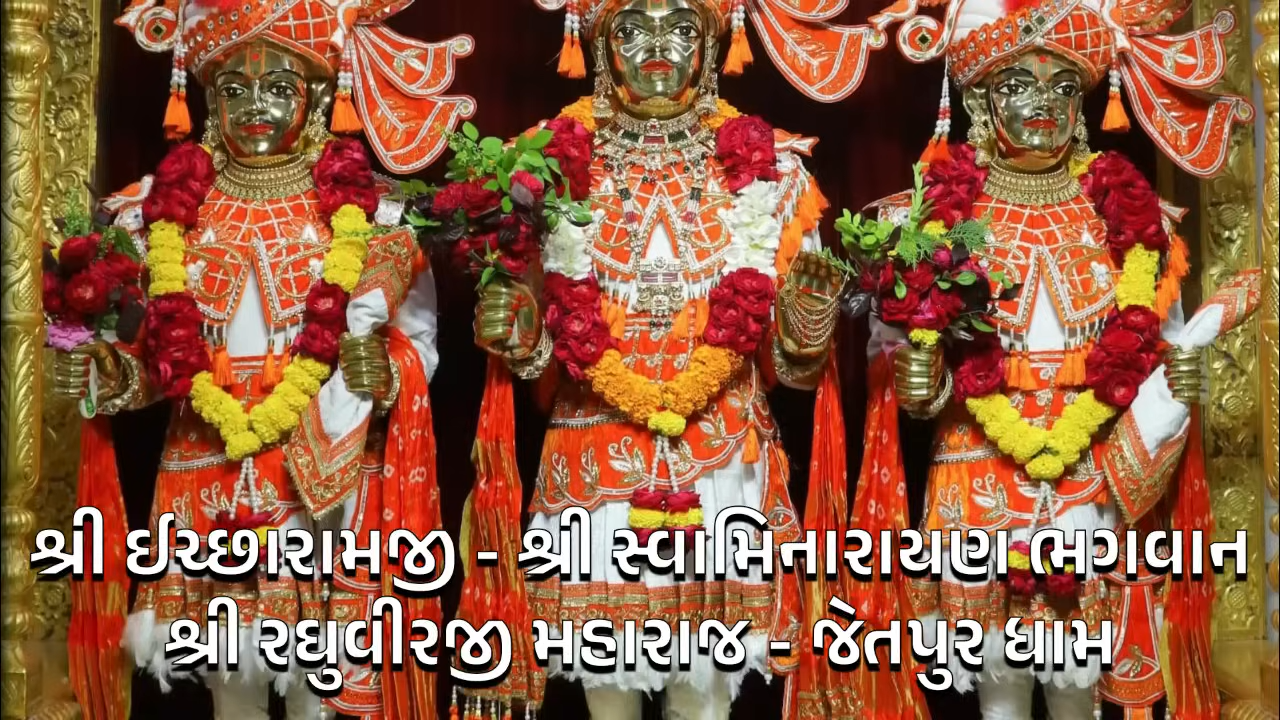 શ્રી ઈચ્છારામજી - શ્રી સ્વામિનારાયણ ભગવાન
શ્રી રઘુવીરજી મહારાજ - જેતપુર ધામ